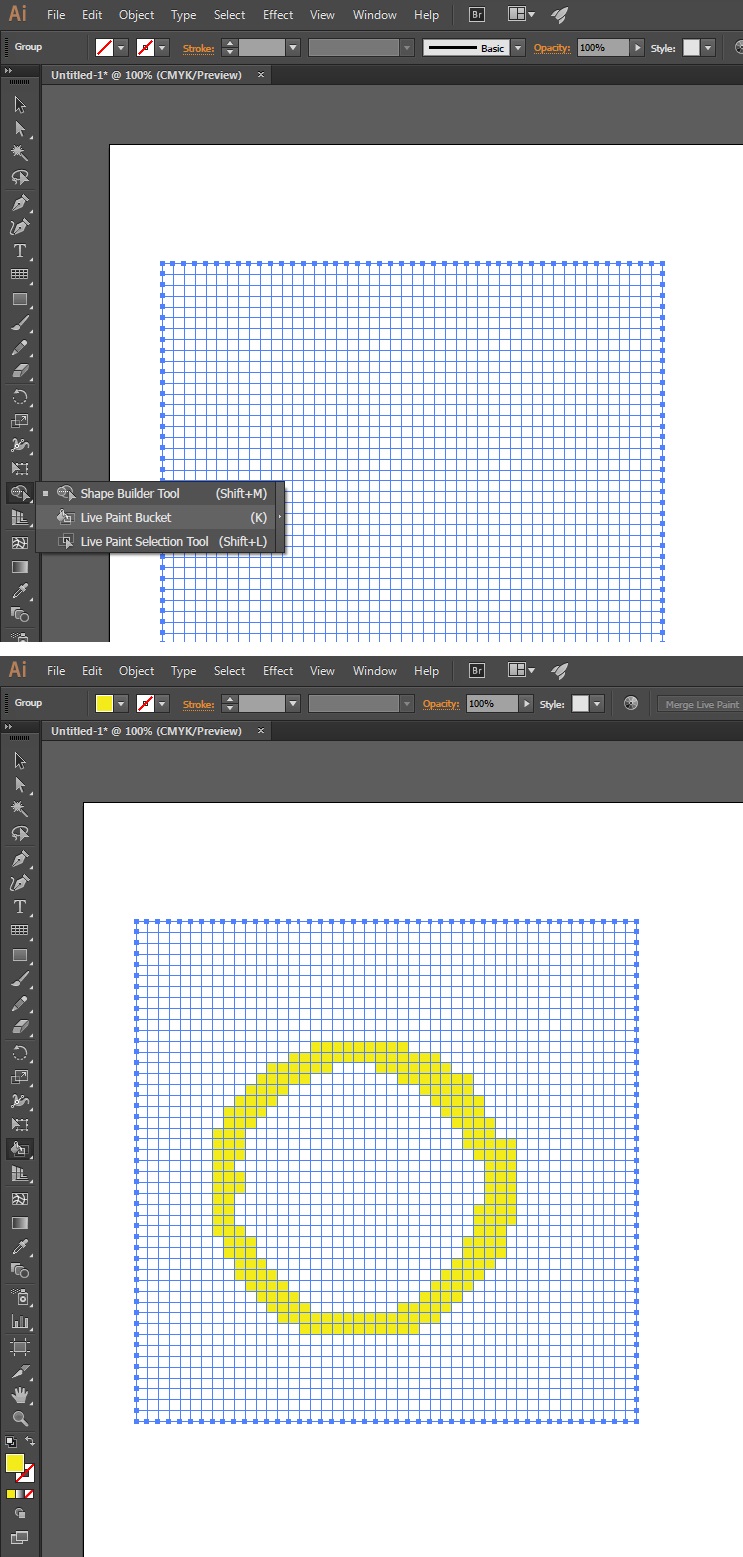 Ai File Edit Object Type Select Effect View Window Help Br
Group Stroke: Basic Opacity: 100% Style:
Untitled-1* @ 100% (CMYK/Preview) ×
T
Shape Builder Tool (Shift+M)
Live Paint Bucket (K)
Live Paint Selection Tool (Shift+L)
Ai File Edit Object Type Select Effect View Window Help Br
Group Stroke: Opacity: 100% Style: Merge Live Paint
Untitled-1* @ 100% (CMYK/Preview) ×
T